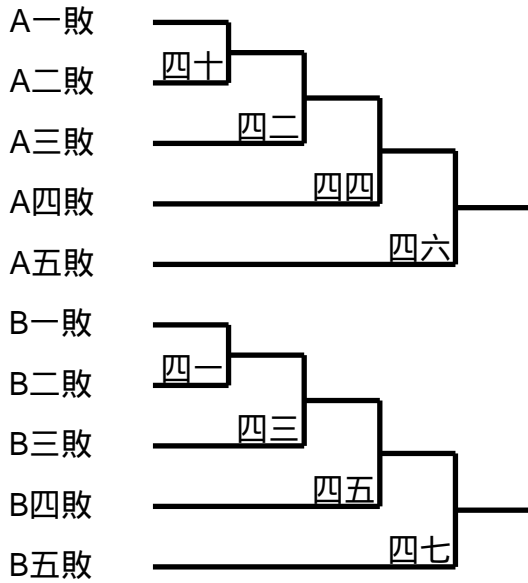 A一敗
四十
A二敗
四二
A三敗
四四
A四敗
四六
A五敗
B一敗
四一
B二敗
四三
B三敗
四五
B四敗
四七
B五敗